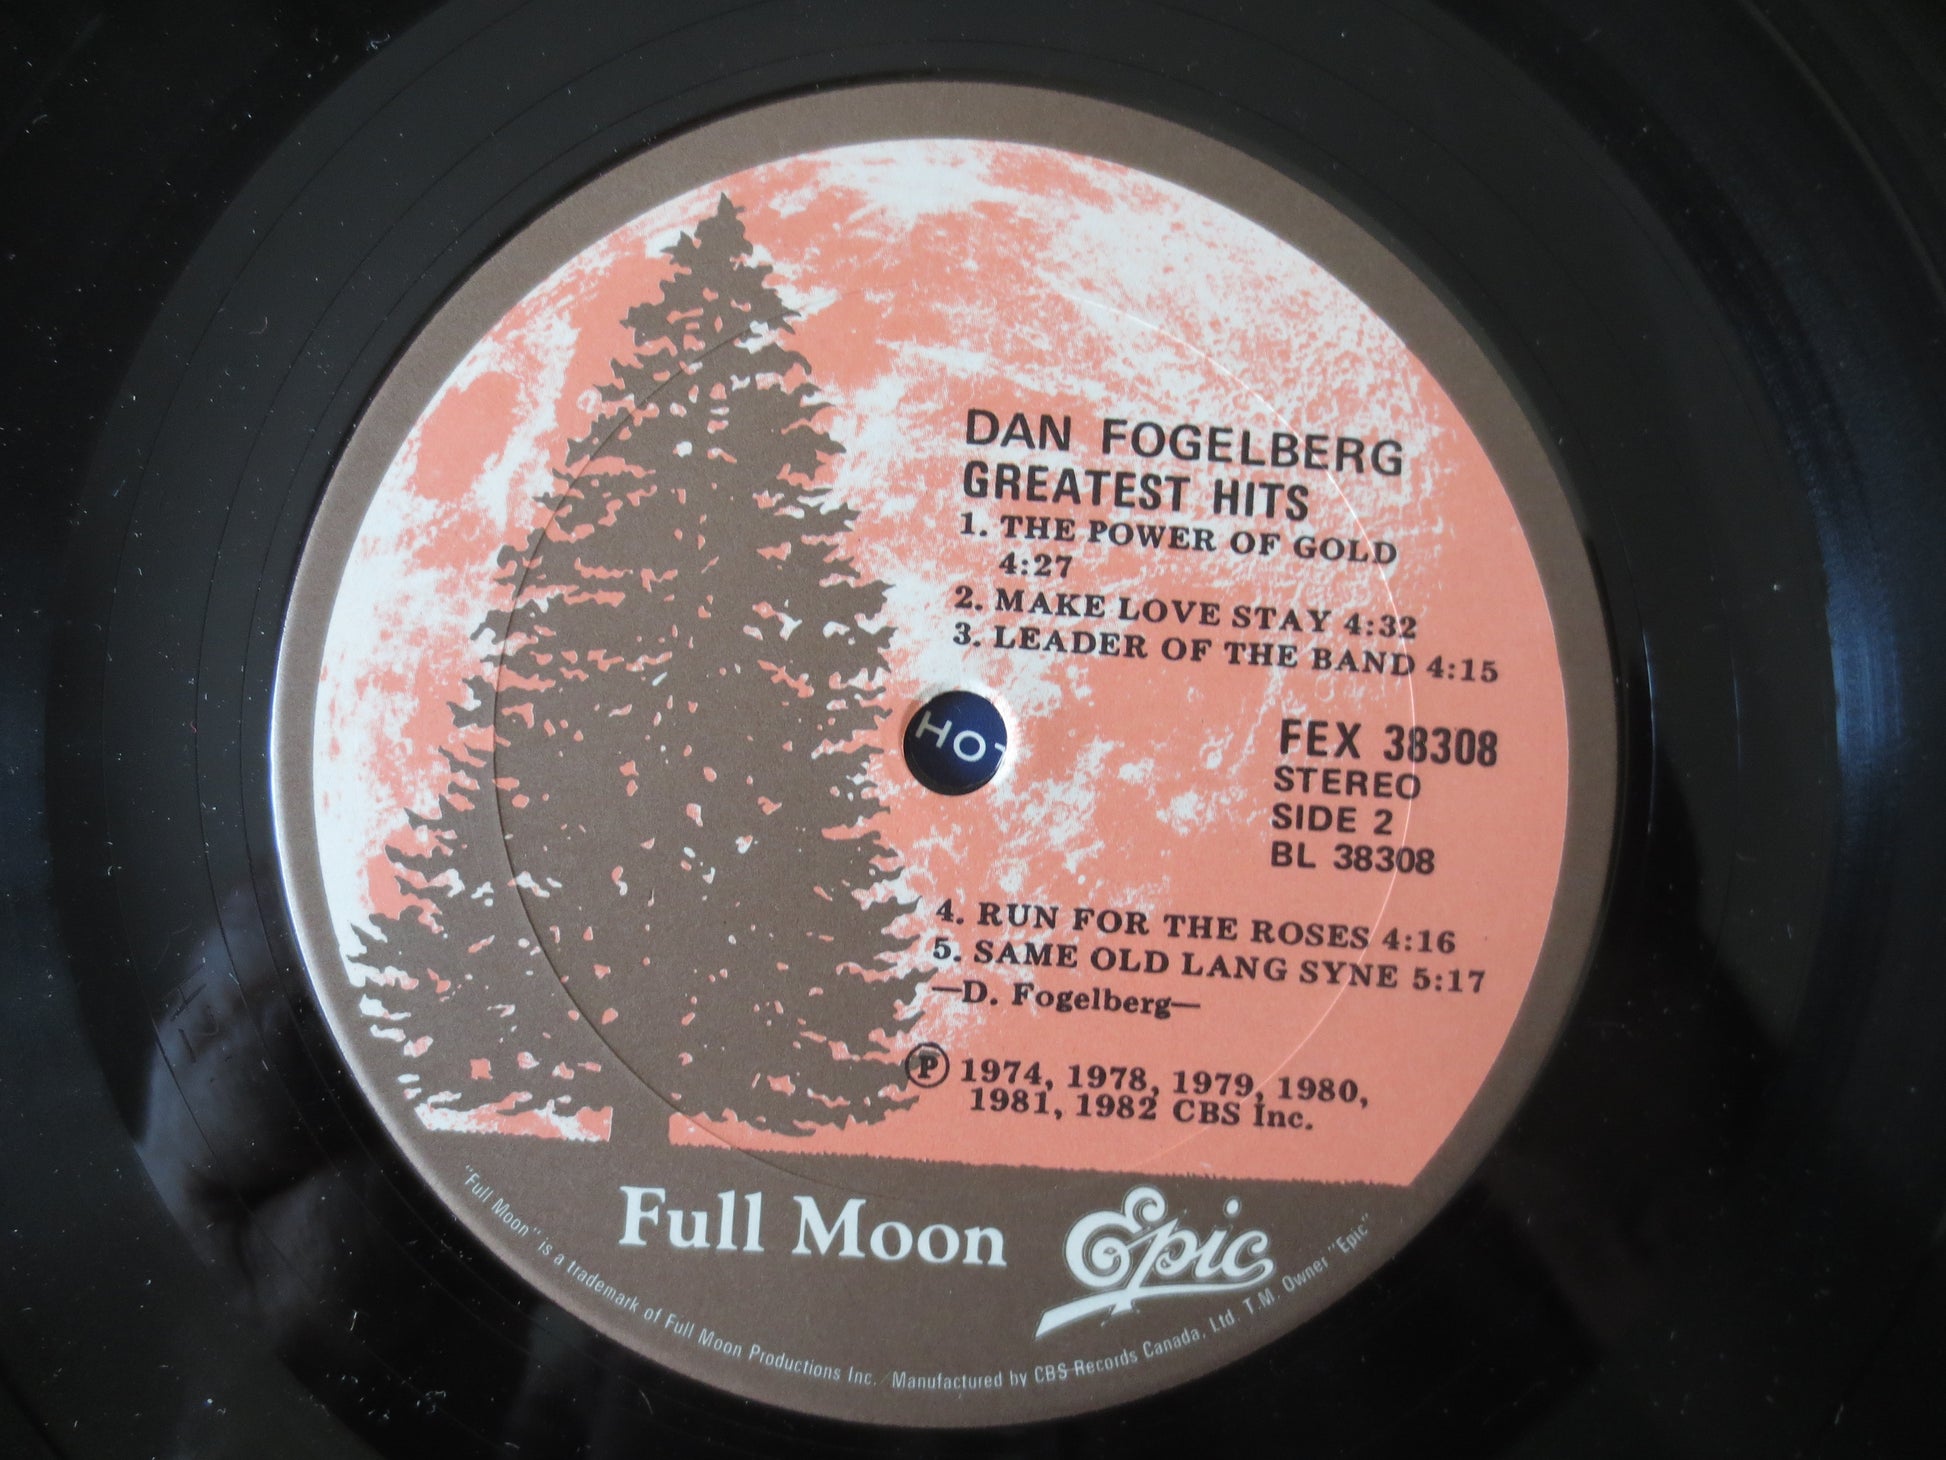 DAN FOGELBERG
GREATEST HITS
1. THE POWER OF GOLD
4:27
2. MAKE LOVE STAY 4:32
3. LEADER OF THE BAND 4:15
HO
FEX 38308
STEREO
SIDE 2
BL 38308
4. RUN FOR THE ROSES 4:16
5. SAME OLD LANG SYNE 5:17
—D. Fogelberg—
Ⓟ 1974, 1978, 1979, 1980,
1981, 1982 CBS Inc.
Full Moon Epic
"Full Moon" is a trademark of Full Moon Productions Inc. / Manufactured by CBS Records Canada, Ltd. T.M. Owner "Epic"